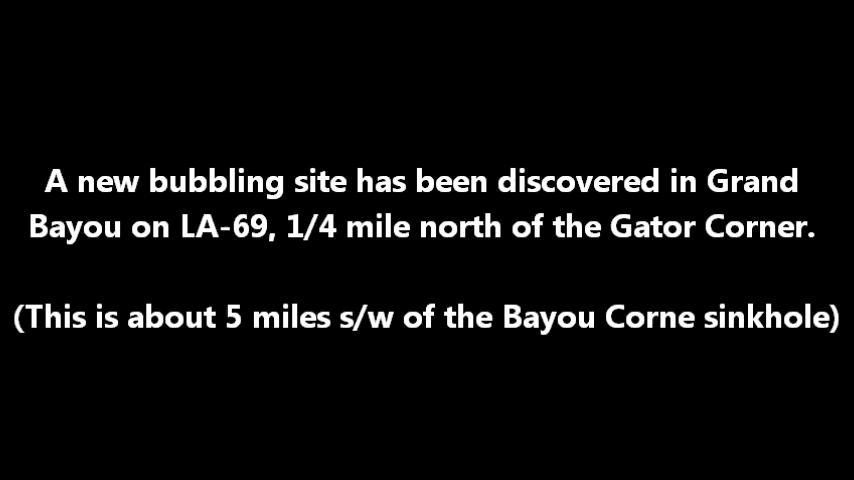 A new bubbling site has been discovered in Grand
Bayou on LA-69, 1/4 mile north of the Gator Corner.
(This is about 5 miles s/w of the Bayou Corne sinkhole)